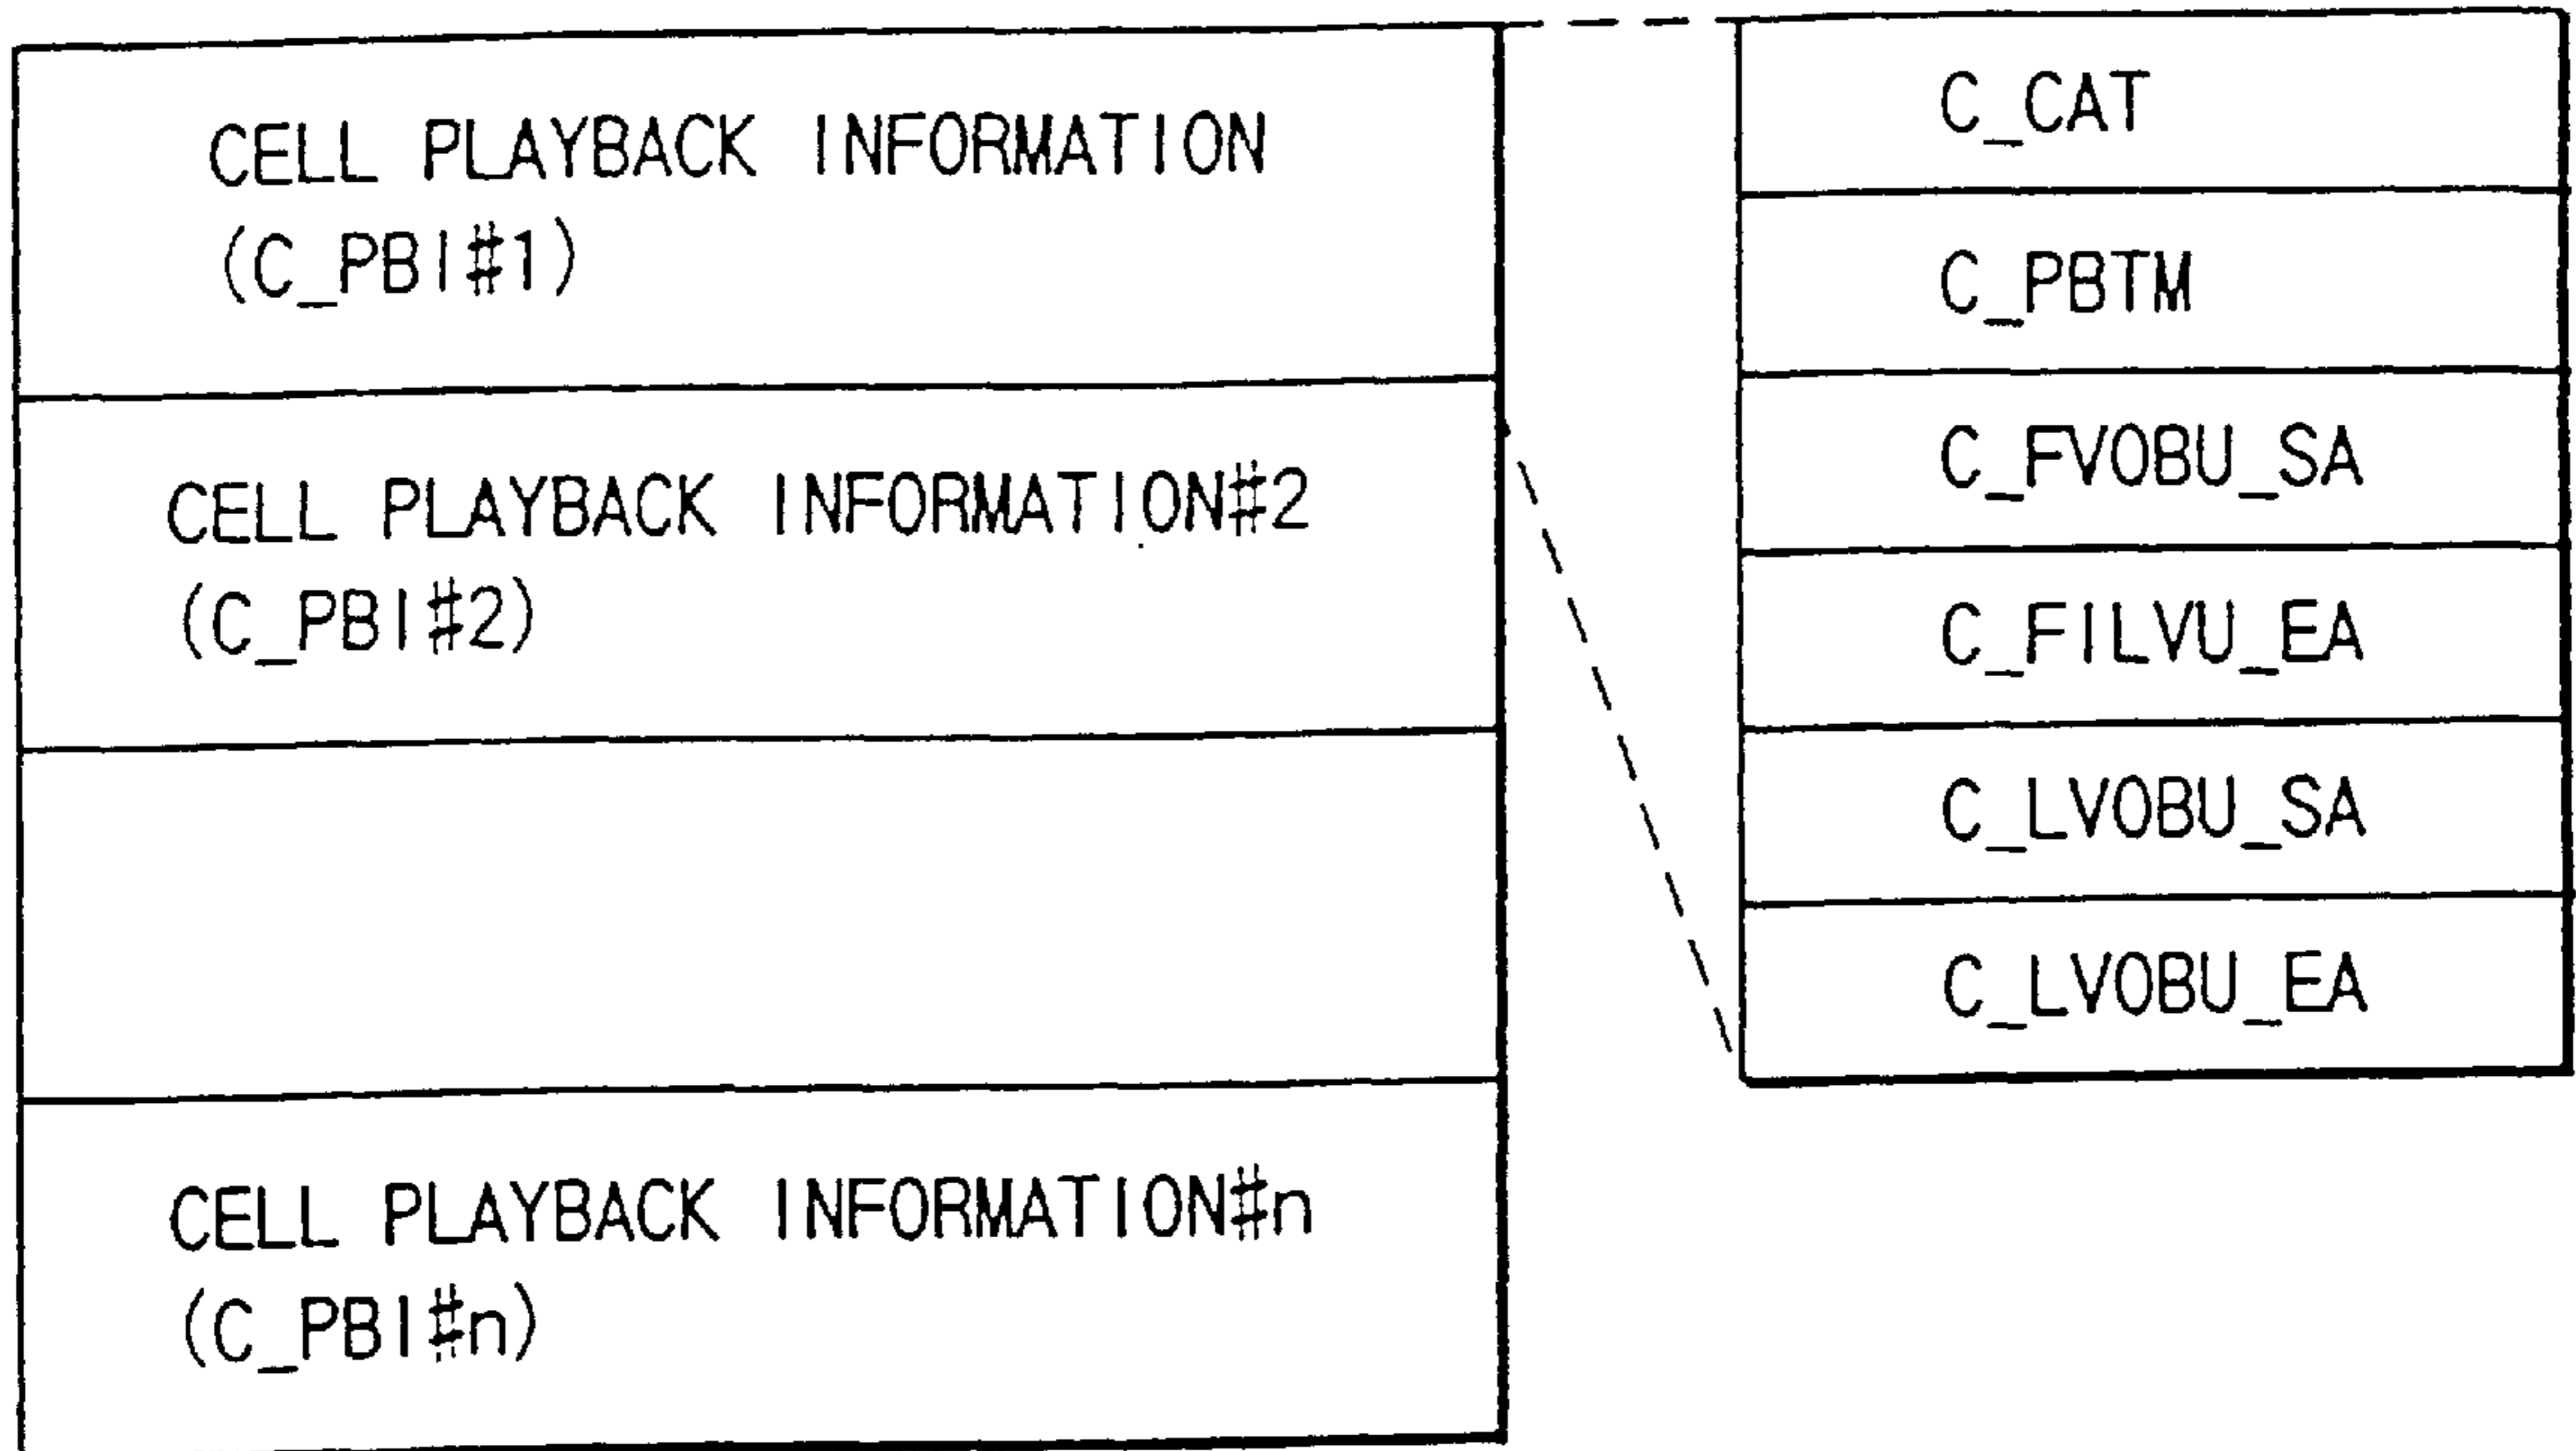 CELL PLAYBACK INFORMATION
(C_PBI#1)
CELL PLAYBACK INFORMATION#2
(C_PBI#2)
CELL PLAYBACK INFORMATION#n
(C_PBI#n)
C_CAT
C_PBTM
C_FVOBU_SA
C_FILVU_EA
C_LVOBU_SA
C_LVOBU_EA